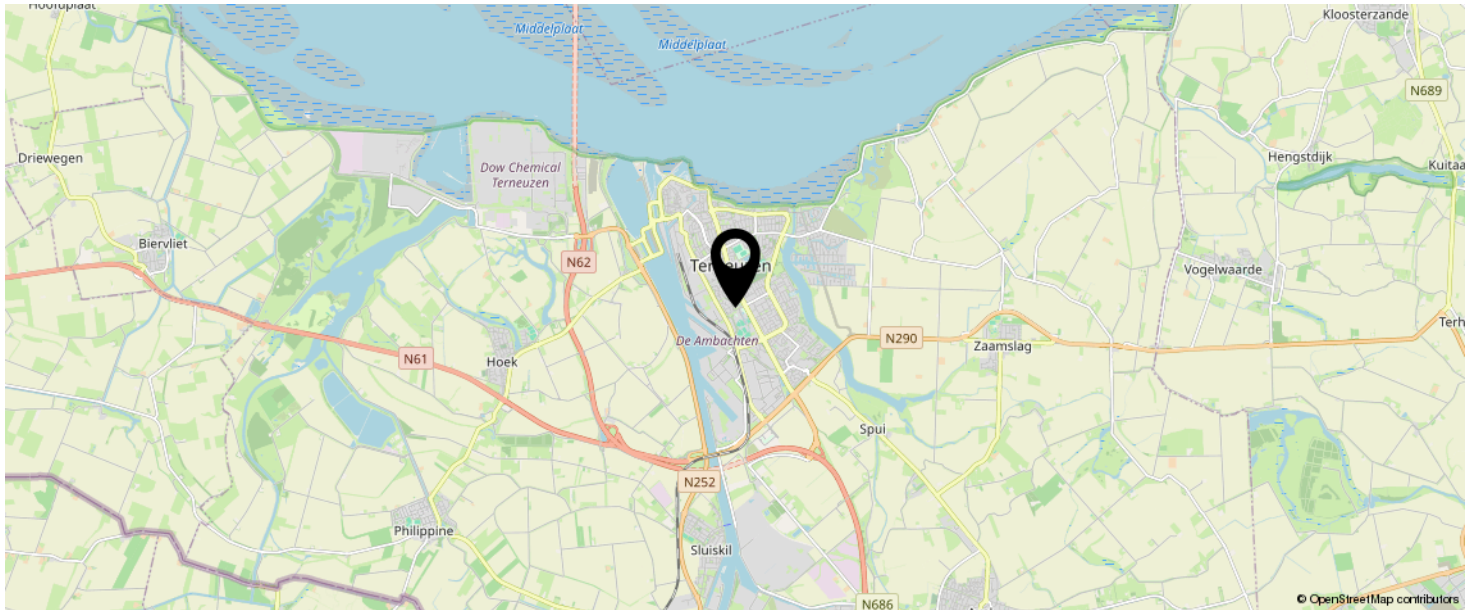 Hoofdplaat
Middelplaat
Middelplaat
Kloosterzande
N689
Driewegen
Dow Chemical
Terneuzen
Hengstdijk
Biervliet
N62
Vogelwaarde
N290
De Ambachten
Zaamslag
N61
Hoek
Spui
N252
Philippine
Sluiskil
N686
© OpenStreetMap contributors